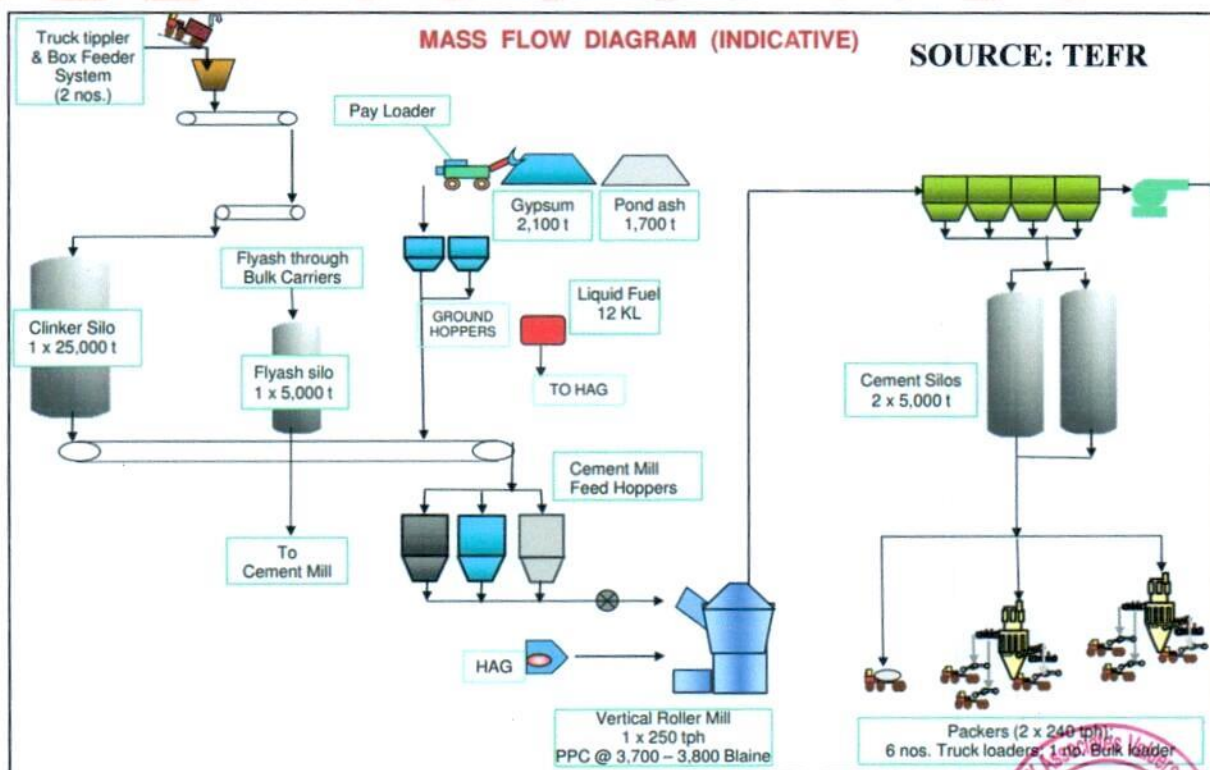 Truck tippler
& Box Feeder
System
(2 nos.)
MASS FLOW DIAGRAM (INDICATIVE)
SOURCE: TEFR
Pay Loader
Gypsum
2,100 t
Pond ash
1,700 t
Flyash through
Bulk Carriers
Liquid Fuel
12 KL
GROUND
HOPPERS
Clinker Silo
1 x 25,000 t
Flyash silo
1 x 5,000 t
TO HAG
Cement Silos
2 x 5,000 t
Cement Mill
Feed Hoppers
To
Cement Mill
HAG
Vertical Roller Mill
1 x 250 tph
PPC @ 3,700 – 3,800 Blaine
Packers (2 x 240 tph);
6 nos. Truck loaders; 1 no. Bulk loader
Associates Valuers